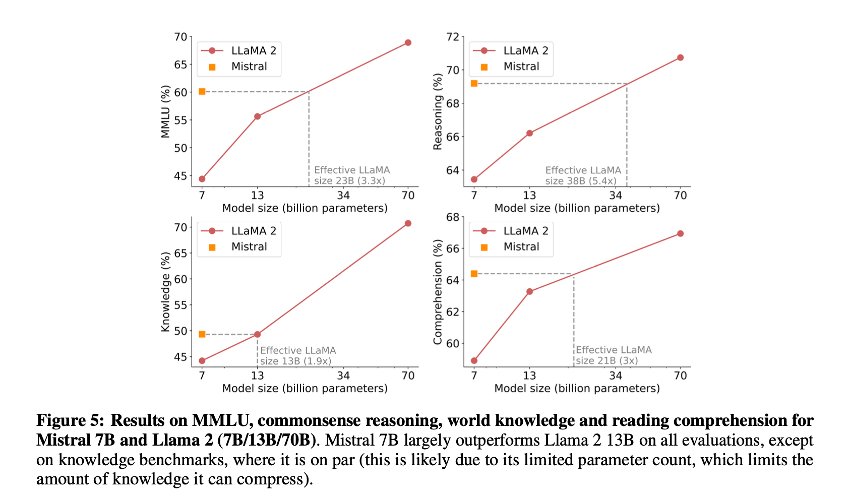 70
65
60
55
50
45
MMLU (%)
LLaMA 2
Mistral
Effective LLaMA
size 23B (3.3x)
7 13 34 70
Model size (billion parameters)
72
70
68
66
64
Reasoning (%)
LLaMA 2
Mistral
Effective LLaMA
size 38B (5.4x)
7 13 34 70
Model size (billion parameters)
70
65
60
55
50
45
Knowledge (%)
LLaMA 2
Mistral
Effective LLaMA
size 13B (1.9x)
7 13 34 70
Model size (billion parameters)
68
66
64
62
60
Comprehension (%)
LLaMA 2
Mistral
Effective LLaMA
size 21B (3x)
7 13 34 70
Model size (billion parameters)
Figure 5: Results on MMLU, commonsense reasoning, world knowledge and reading comprehension for
Mistral 7B and Llama 2 (7B/13B/70B). Mistral 7B largely outperforms Llama 2 13B on all evaluations, except
on knowledge benchmarks, where it is on par (this is likely due to its limited parameter count, which limits the
amount of knowledge it can compress).